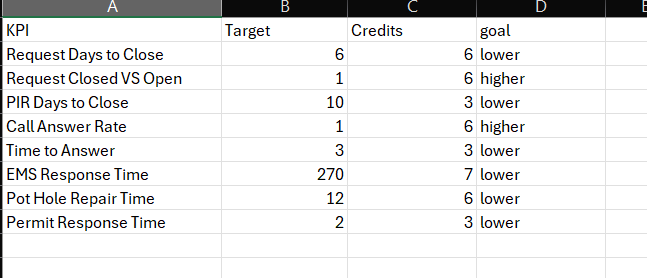 A B C D
KPI Target Credits goal
Request Days to Close 6 6 lower
Request Closed VS Open 1 6 higher
PIR Days to Close 10 3 lower
Call Answer Rate 1 6 higher
Time to Answer 3 3 lower
EMS Response Time 270 7 lower
Pot Hole Repair Time 12 6 lower
Permit Response Time 2 3 lower